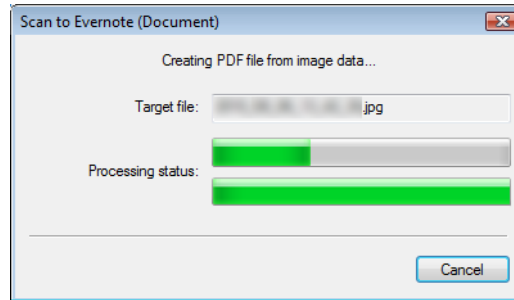 Scan to Evernote (Document)
Creating PDF file from image data...
Target file: .jpg
Processing status:
Cancel